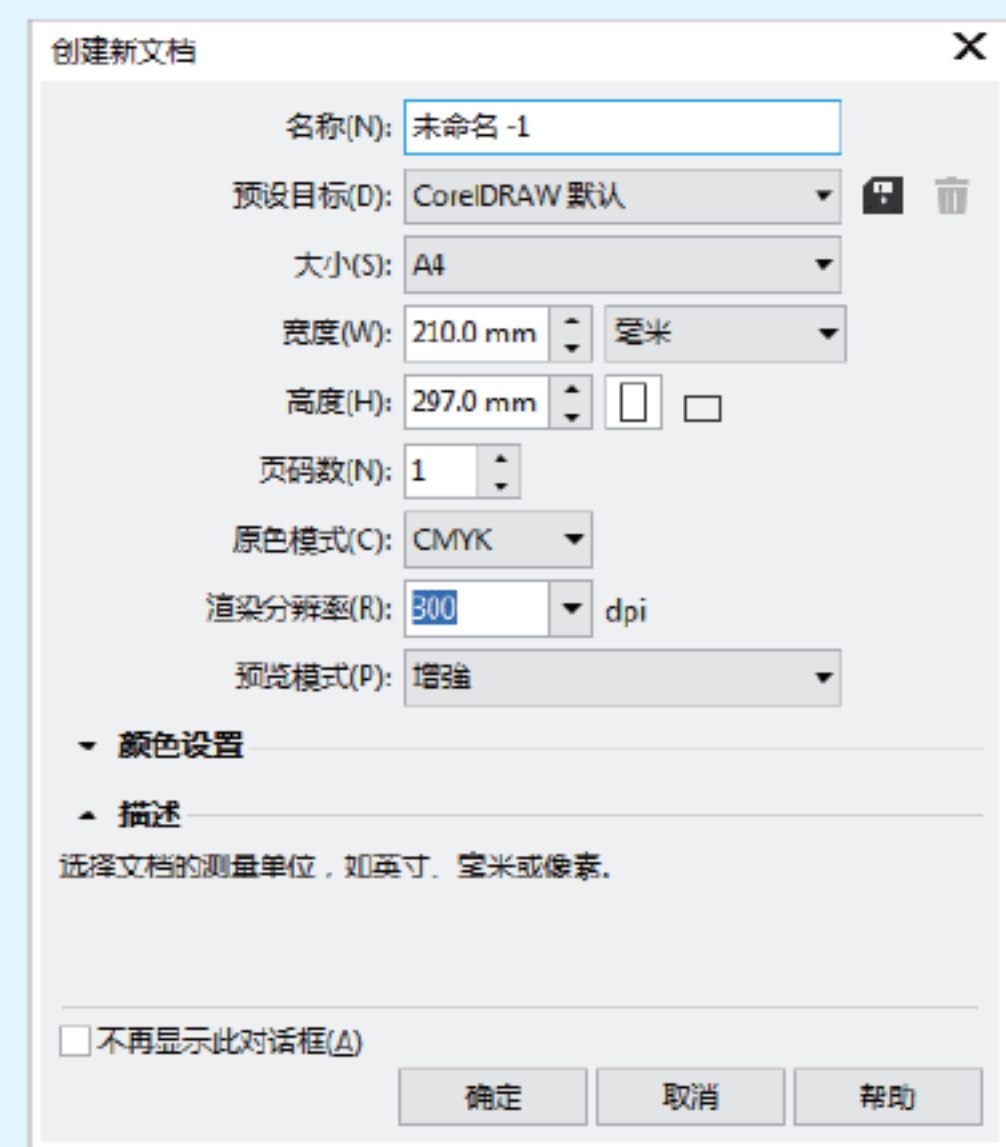 创建新文档
名称(N): 未命名 -1
预设目标(D): CorelDRAW 默认
大小(S): A4
宽度(W): 210.0 mm 毫米
高度(H): 297.0 mm
页码数(N): 1
原色模式(C): CMYK
渲染分辨率(R): 300 dpi
预览模式(P): 增强
颜色设置
描述
选择文档的测量单位，如英寸、毫米或像素。
不再显示此对话框(A)
确定 取消 帮助